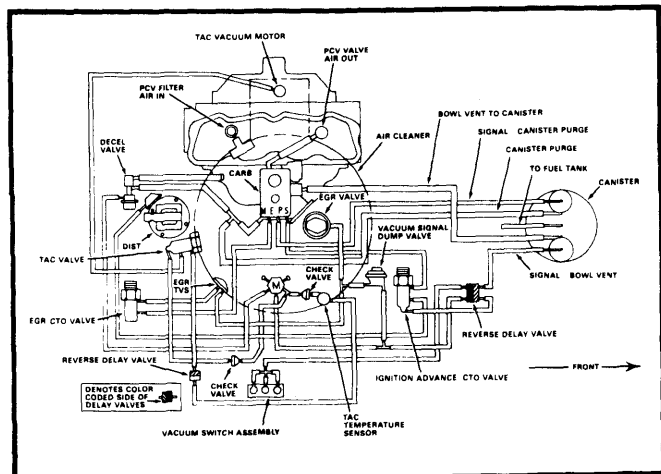 TAC VACUUM MOTOR
PCV VALVE
AIR OUT
PCV FILTER
AIR IN
BOWL VENT TO CANISTER
SIGNAL CANISTER PURGE
AIR CLEANER
CANISTER PURGE
DECEL
VALVE
TO FUEL TANK
CARB
CANISTER
EGR VALVE
M E P S
VACUUM SIGNAL
DUMP VALVE
DIST
TAC VALVE
CHECK
VALVE
EGR
TVS
M
SIGNAL BOWL VENT
EGR CTO VALVE
REVERSE DELAY VALVE
REVERSE DELAY VALVE
IGNITION ADVANCE CTO VALVE
FRONT
CHECK
VALVE
DENOTES COLOR
CODED SIDE OF
DELAY VALVES
TAC
TEMPERATURE
SENSOR
VACUUM SWITCH ASSEMBLY